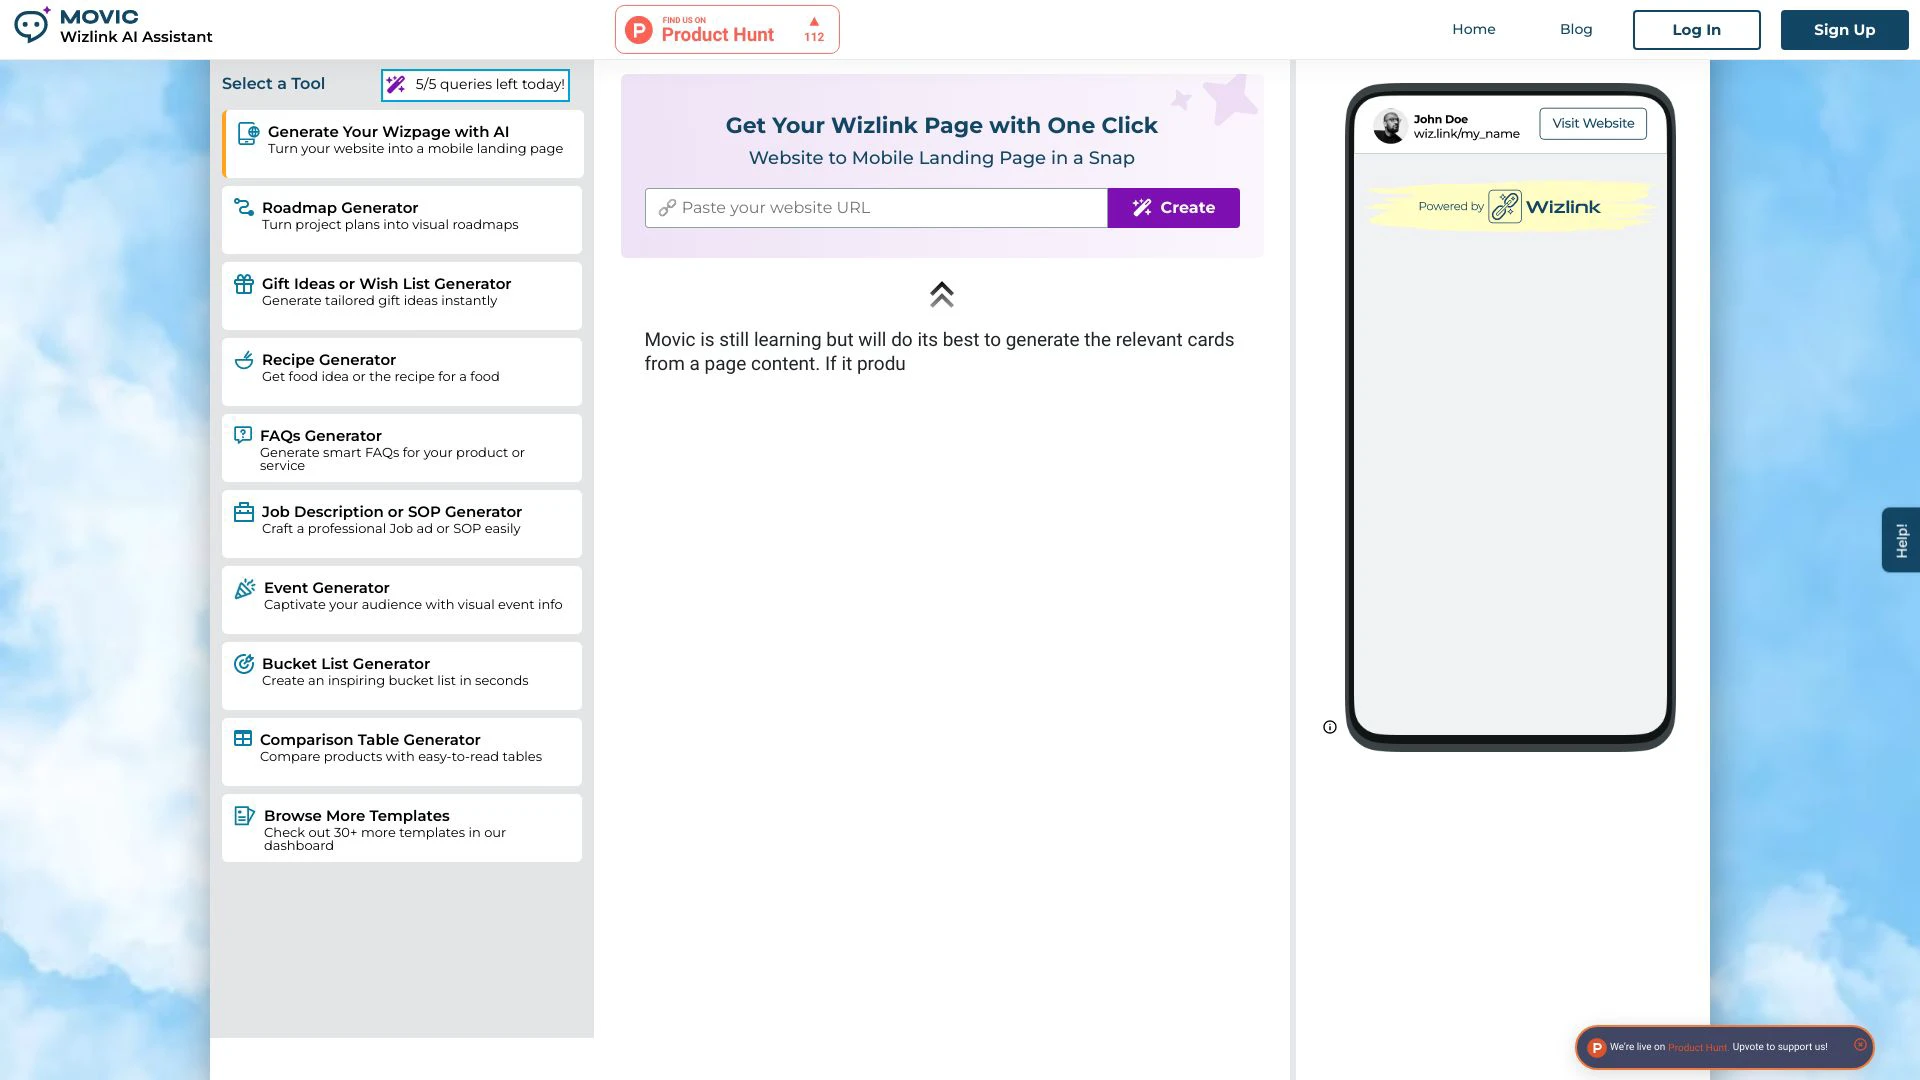 MOVIC
Wizlink AI Assistant
FIND US ON
Product Hunt
112
Home
Blog
Log In
Sign Up
Select a Tool
5/5 queries left today!
Generate Your Wizpage with AI
Turn your website into a mobile landing page
Roadmap Generator
Turn project plans into visual roadmaps
Gift Ideas or Wish List Generator
Generate tailored gift ideas instantly
Recipe Generator
Get food idea or the recipe for a food
FAQs Generator
Generate smart FAQs for your product or
service
Job Description or SOP Generator
Craft a professional Job ad or SOP easily
Event Generator
Captivate your audience with visual event info
Bucket List Generator
Create an inspiring bucket list in seconds
Comparison Table Generator
Compare products with easy-to-read tables
Browse More Templates
Check out 30+ more templates in our
dashboard
Get Your Wizlink Page with One Click
Website to Mobile Landing Page in a Snap
Paste your website URL
Create
Movic is still learning but will do its best to generate the relevant cards
from a page content. If it produ
John Doe
wiz.link/my_name
Visit Website
Powered by Wizlink
Help!
We're live on Product Hunt Upvote to support us!